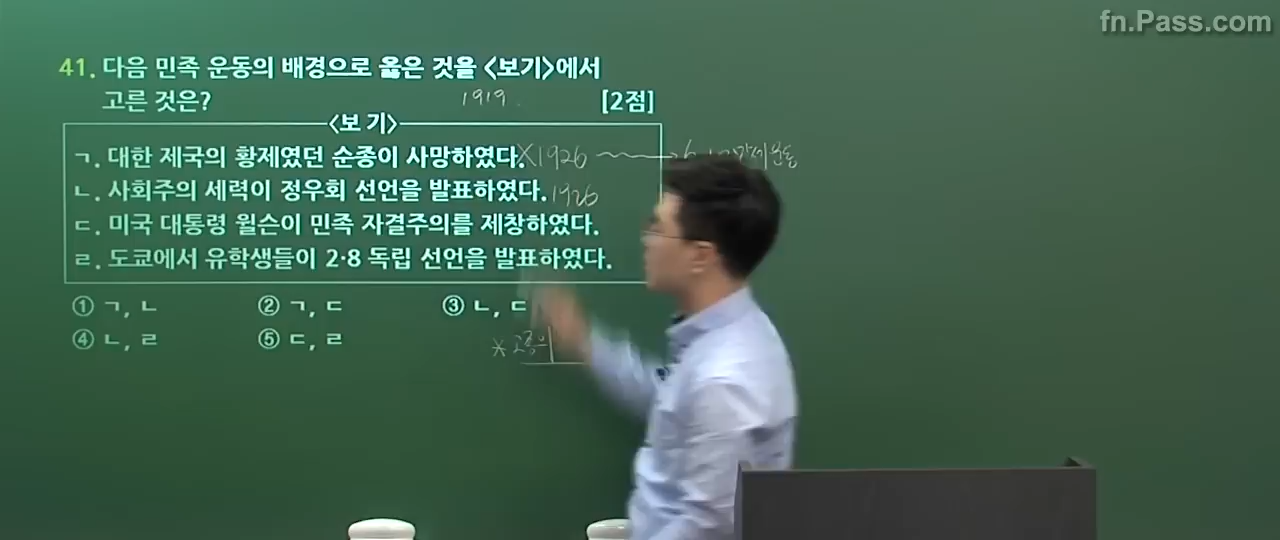 fn.Pass.com
41. 다음 민족 운동의 배경으로 옳은 것을 <보기>에서
고른 것은? 1919. [2점]
<보 기>
ㄱ. 대한 제국의 황제였던 순종이 사망하였다. X 1926
ㄴ. 사회주의 세력이 정우회 선언을 발표하였다. 1926
ㄷ. 미국 대통령 윌슨이 민족 자결주의를 제창하였다.
ㄹ. 도쿄에서 유학생들이 2·8 독립 선언을 발표하였다.
① ㄱ, ㄴ ② ㄱ, ㄷ ③ ㄴ, ㄷ
④ ㄴ, ㄹ ⑤ ㄷ, ㄹ